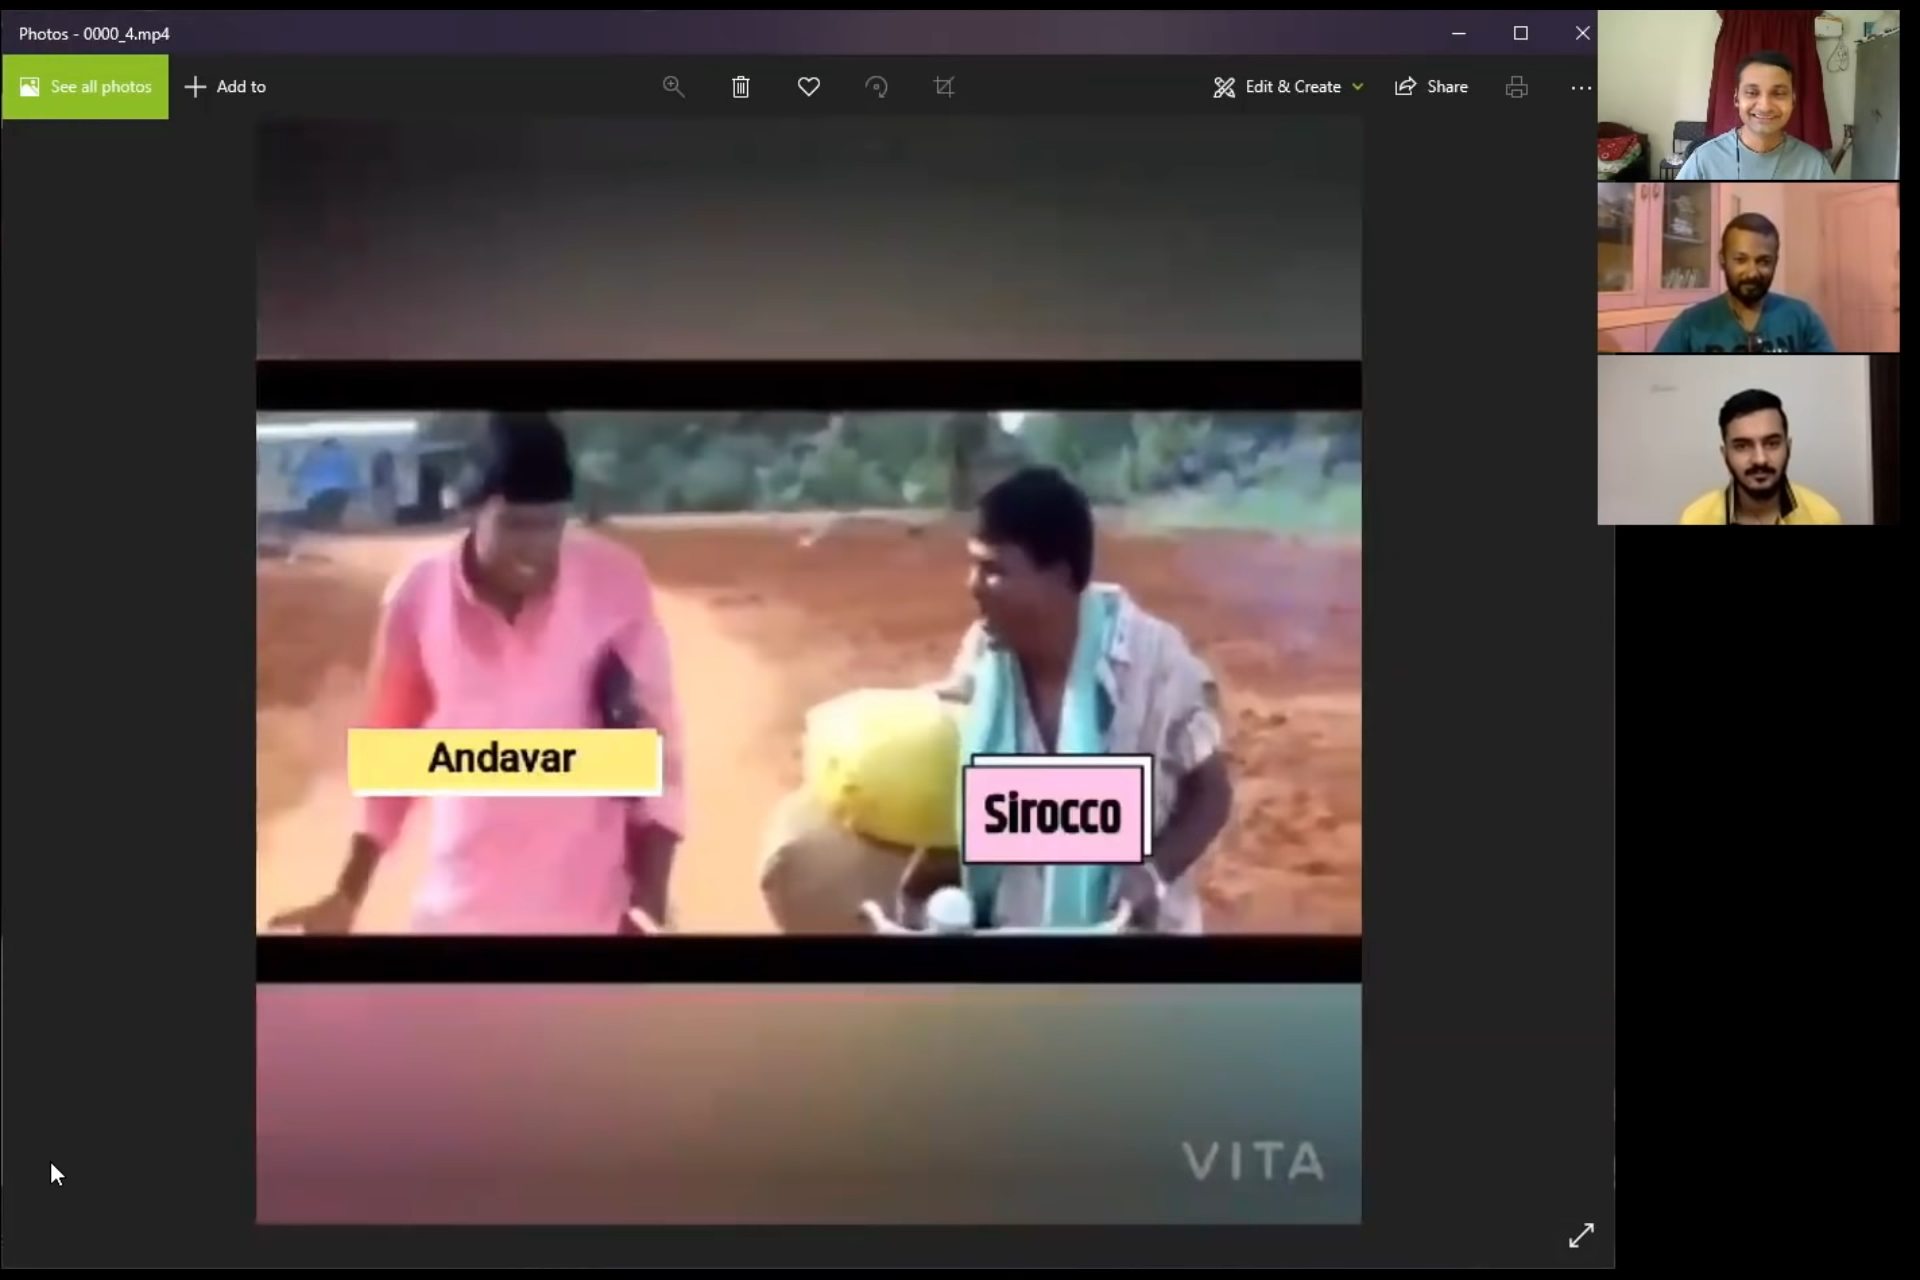 Photos - 0000_4.mp4
See all photos
Add to
Edit & Create
Share
Andavar
Sirocco
VITA